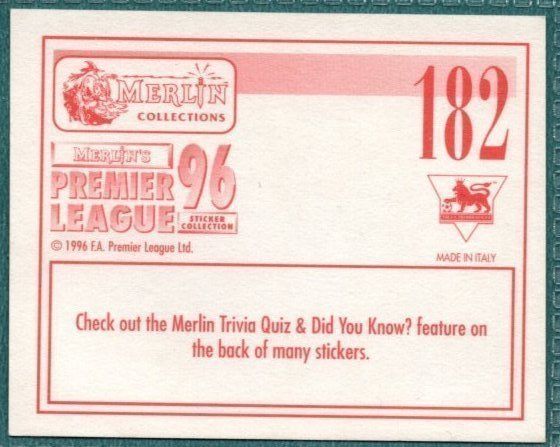 MERLIN
COLLECTIONS
182
MERLIN'S
PREMIER
LEAGUE
96
STICKER
COLLECTION
© 1996 F.A. Premier League Ltd.
MADE IN ITALY
Check out the Merlin Trivia Quiz & Did You Know? feature on
the back of many stickers.